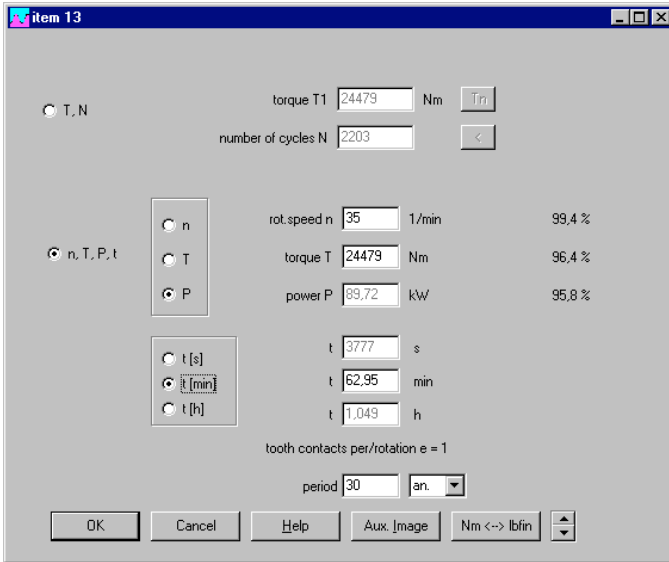 item 13
T, N
torque T1 24479 Nm Tn
number of cycles N 2203 <
n, T, P, t
n
T
P
rot.speed n 35 1/min 99,4 %
torque T 24479 Nm 96,4 %
power P 89,72 kW 95,8 %
t [s]
t [min]
t [h]
t 3777 s
t 62,95 min
t 1,049 h
tooth contacts per/rotation e = 1
period 30 an.
OK Cancel Help Aux. Image Nm <--> lbfin